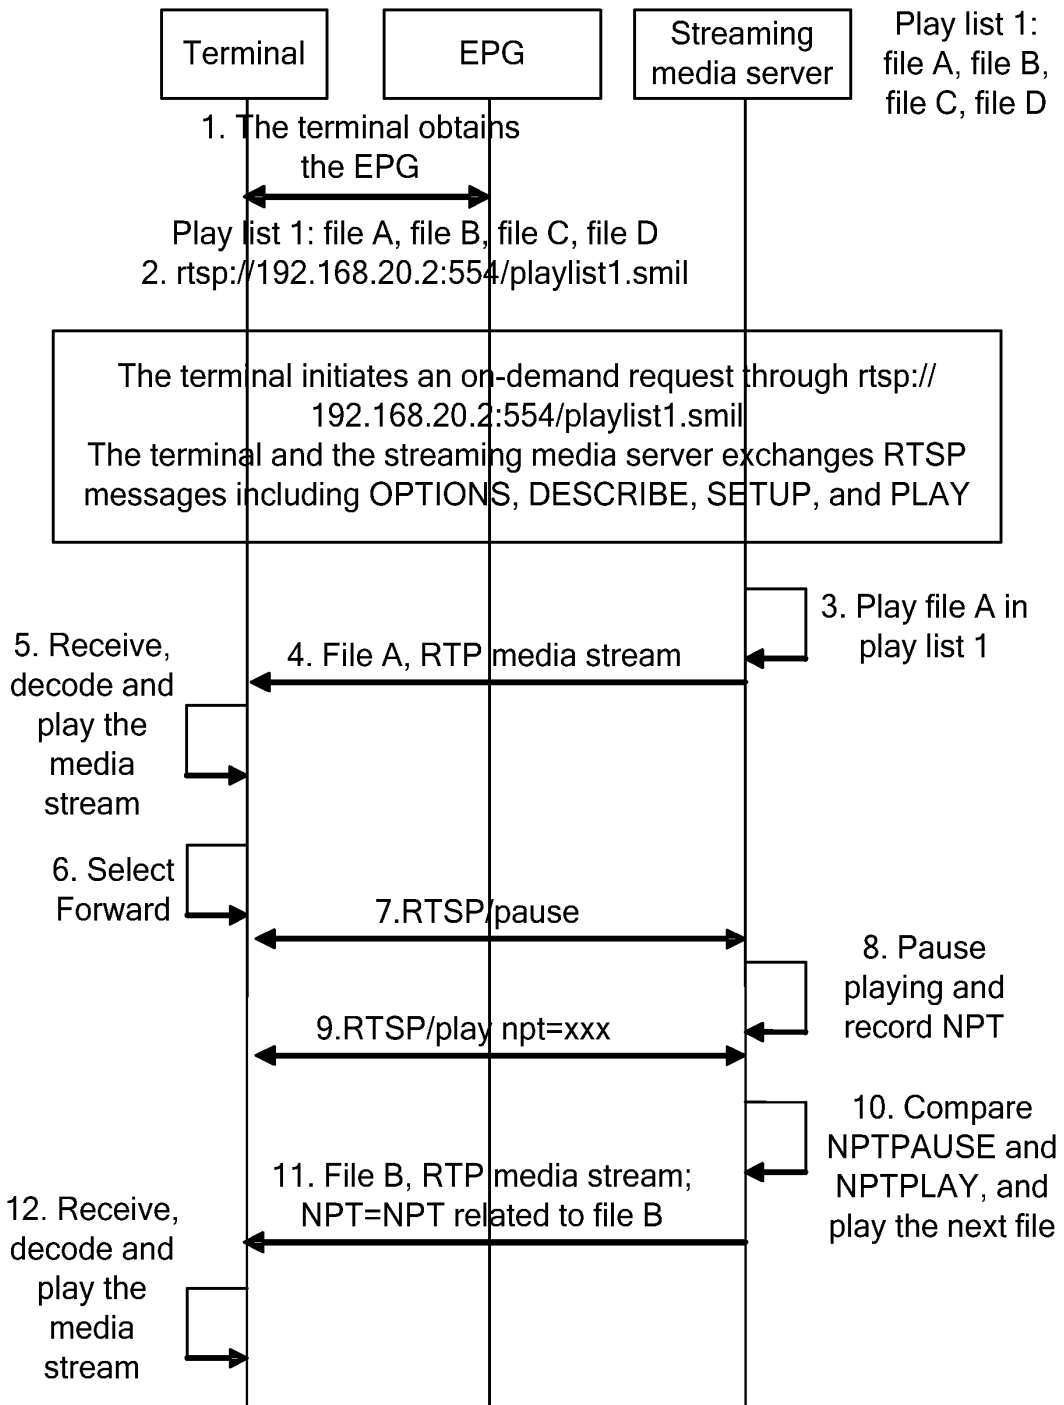 Terminal
EPG
Streaming
media server
Play list 1:
file A, file B,
file C, file D
1. The terminal obtains
the EPG
Play list 1: file A, file B, file C, file D
2. rtsp://192.168.20.2:554/playlist1.smil
The terminal initiates an on-demand request through rtsp://
192.168.20.2:554/playlist1.smil
The terminal and the streaming media server exchanges RTSP
messages including OPTIONS, DESCRIBE, SETUP, and PLAY
3. Play file A in
play list 1
4. File A, RTP media stream
5. Receive,
decode and
play the
media
stream
6. Select
Forward
7.RTSP/pause
8. Pause
playing and
record NPT
9.RTSP/play npt=xxx
10. Compare
NPTPAUSE and
NPTPLAY, and
play the next file
11. File B, RTP media stream;
NPT=NPT related to file B
12. Receive,
decode and
play the
media
stream